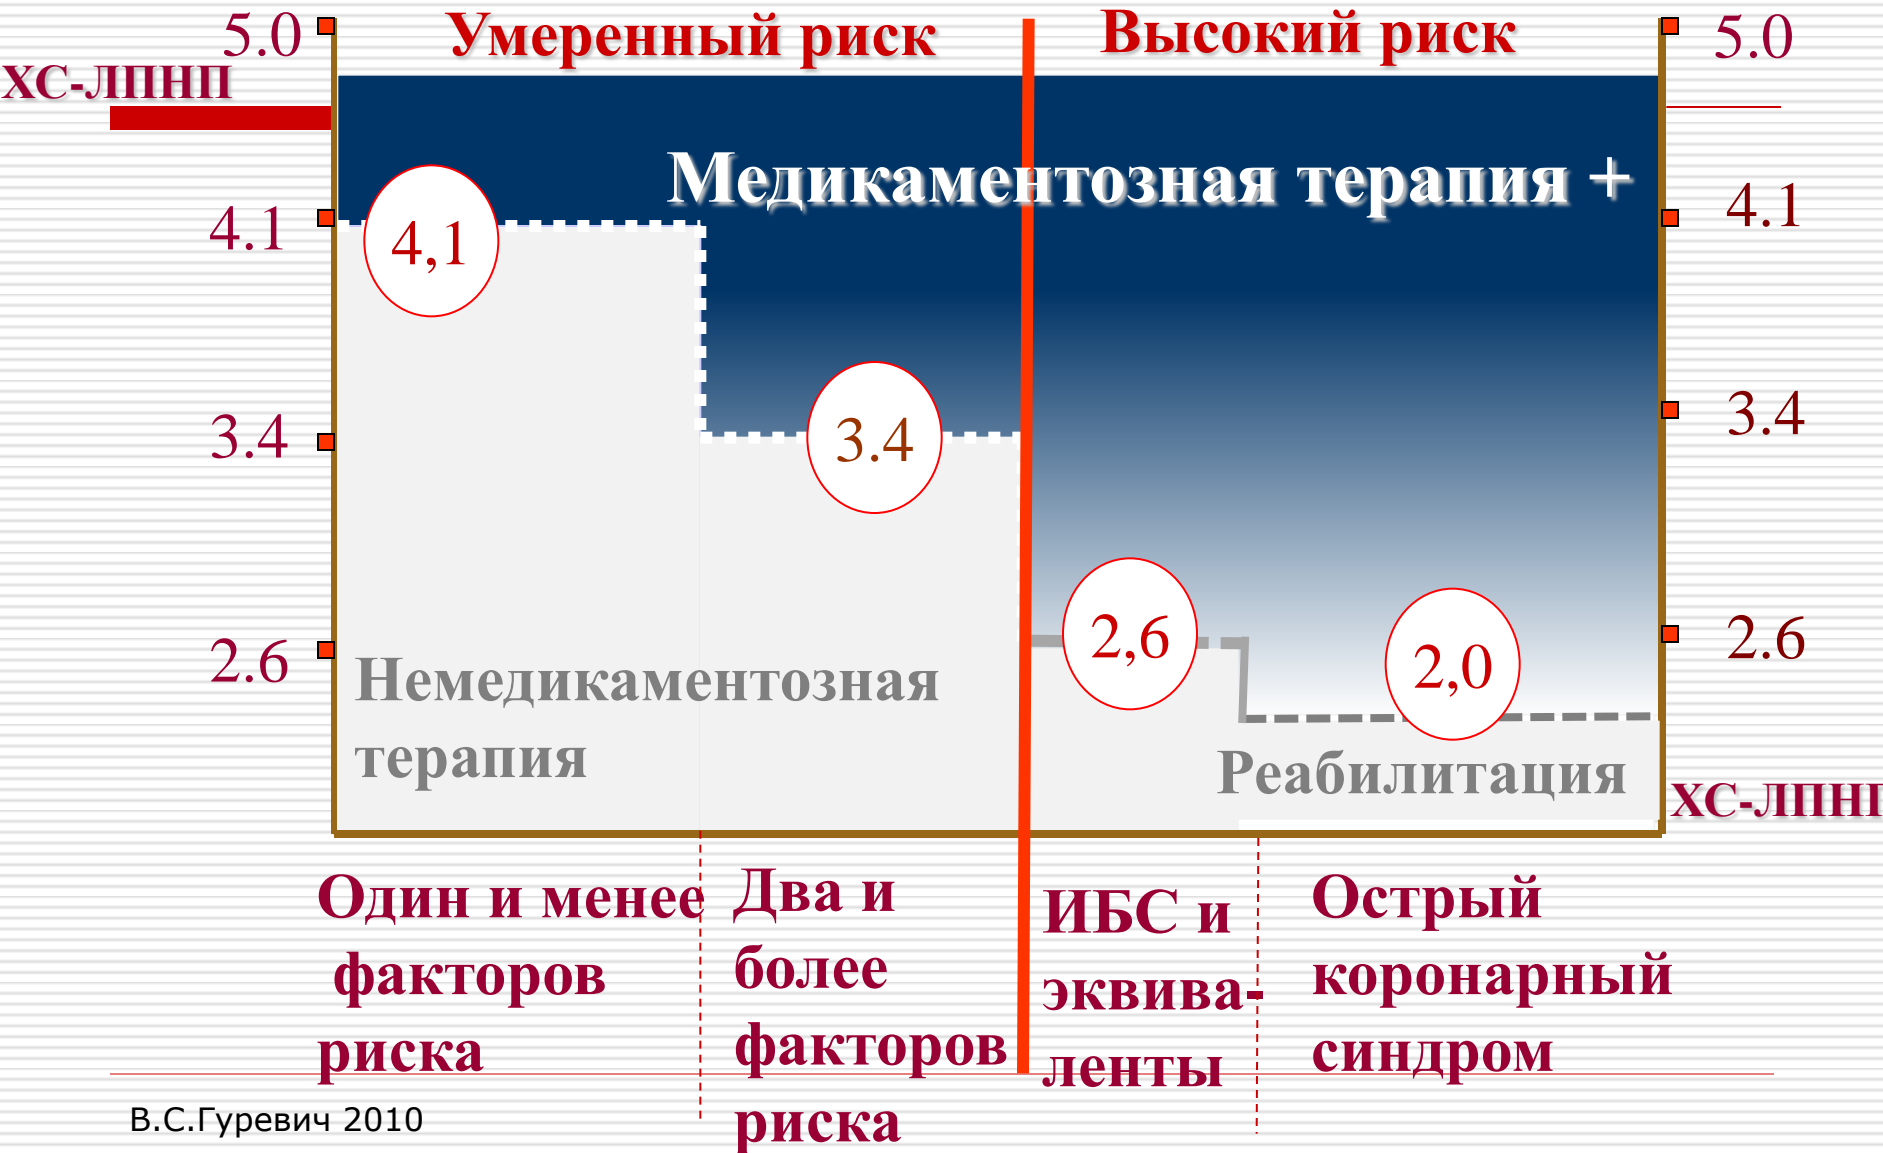 5.0
Умеренный риск
Высокий риск
5.0
ХС-ЛПНП
Медикаментозная терапия +
4.1
4,1
4.1
3.4
3.4
3.4
2.6
2,6
2,0
2.6
Немедикаментозная
терапия
Реабилитация
ХС-ЛПНП
Один и менее
факторов
риска
Два и
более
факторов
риска
ИБС и
эквива-
ленты
Острый
коронарный
синдром
В.С.Гуревич 2010